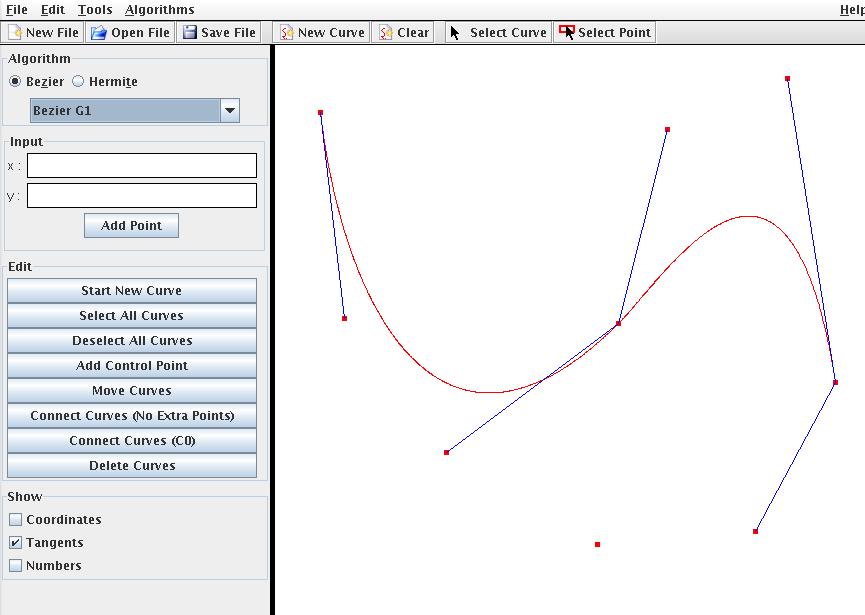 File Edit Tools Algorithms Help
New File Open File Save File New Curve Clear Select Curve Select Point
Algorithm
Bezier Hermite
Bezier G1
Input
x :
y :
Add Point
Edit
Start New Curve
Select All Curves
Deselect All Curves
Add Control Point
Move Curves
Connect Curves (No Extra Points)
Connect Curves (C0)
Delete Curves
Show
Coordinates
Tangents
Numbers